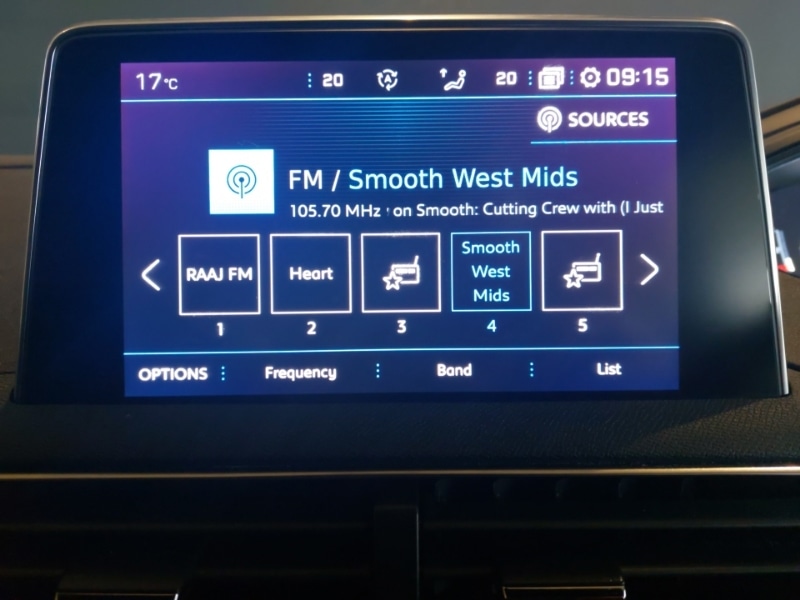 17°C 20 A 20 09:15
SOURCES
FM / Smooth West Mids
105.70 MHz on Smooth: Cutting Crew with (I Just
RAAJ FM
Heart
Smooth
West
Mids
1 2 3 4 5
OPTIONS Frequency Band List